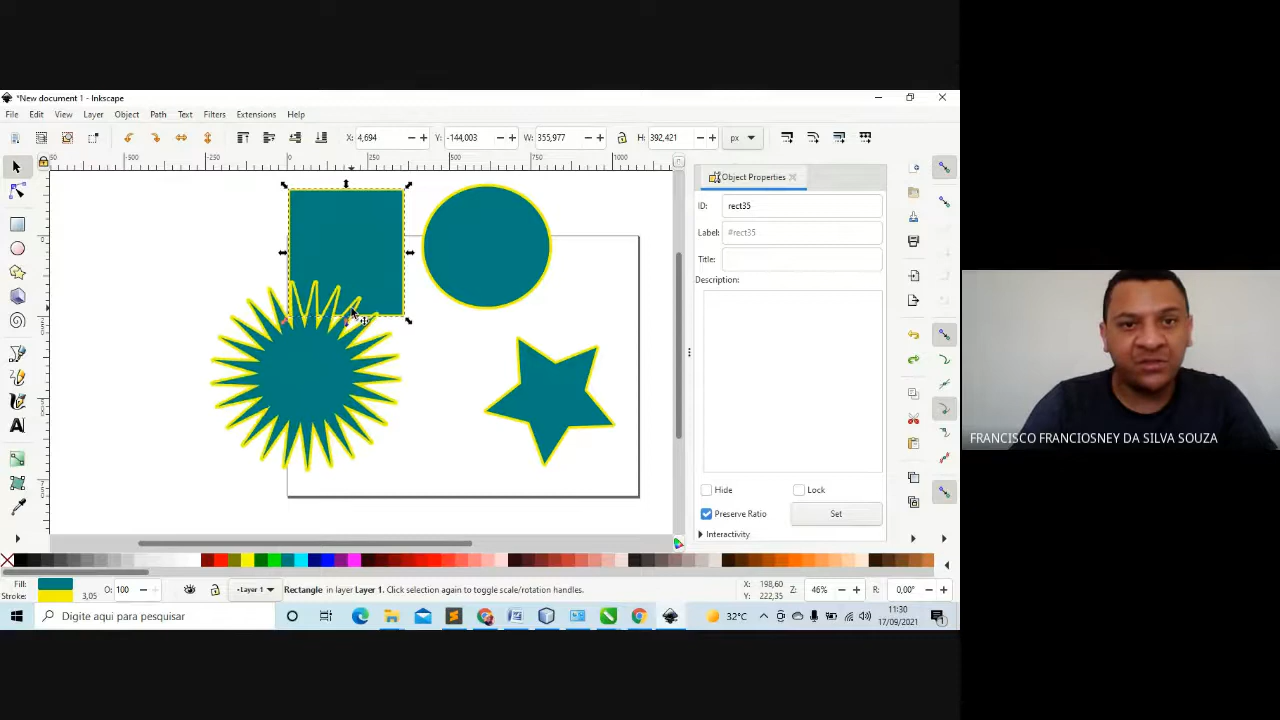 *New document 1 - Inkscape
File Edit View Layer Object Path Text Filters Extensions Help
X: 4,694 Y: -144,003 W: 355,977 H: 392,421 px
ID: rect35
Label: #rect35
Title:
Description:
Hide Lock
Preserve Ratio Set
Interactivity
Object Properties
250 500 750 1000
FRANCISCO FRANCIOSNEY DA SILVA SOUZA
Fill:
Stroke: 3,05 O: 100
Layer 1
Rectangle in layer Layer 1. Click selection again to toggle scale/rotation handles.
X: 198,60
Y: 222,35
Z: 46% R: 0,00°
Digite aqui para pesquisar
32°C
11:30
17/09/2021